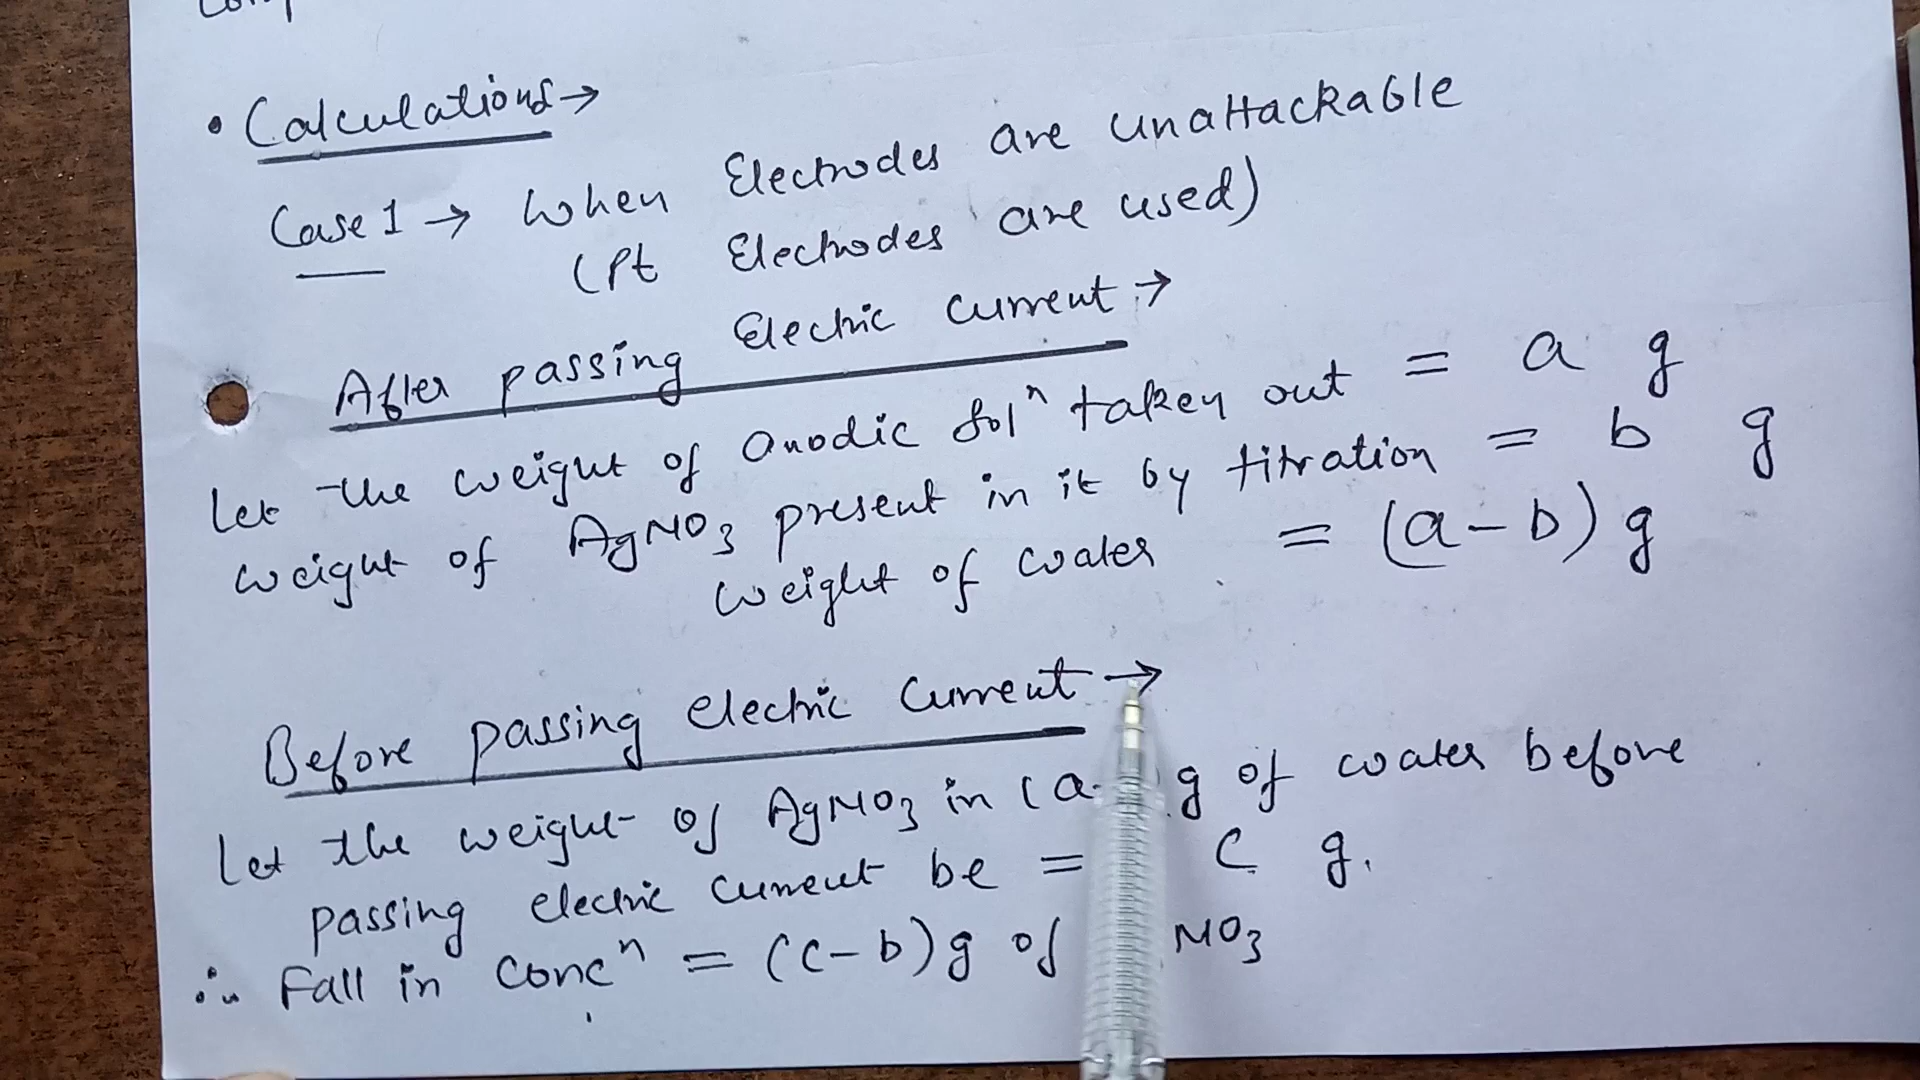 • Calculations →
Case 1 → When Electrodes are unattackable
(Pt Electrodes are used)
After passing Electric current →
Let the weight of anodic solⁿ taken out = a g
weight of AgNO₃ present in it by titration = b g
weight of water = (a-b) g
Before passing electric current →
Let the weight of AgNO₃ in (a- g of water before
passing electric current be = c g.
∴ Fall in concⁿ = (c-b) g of NO₃